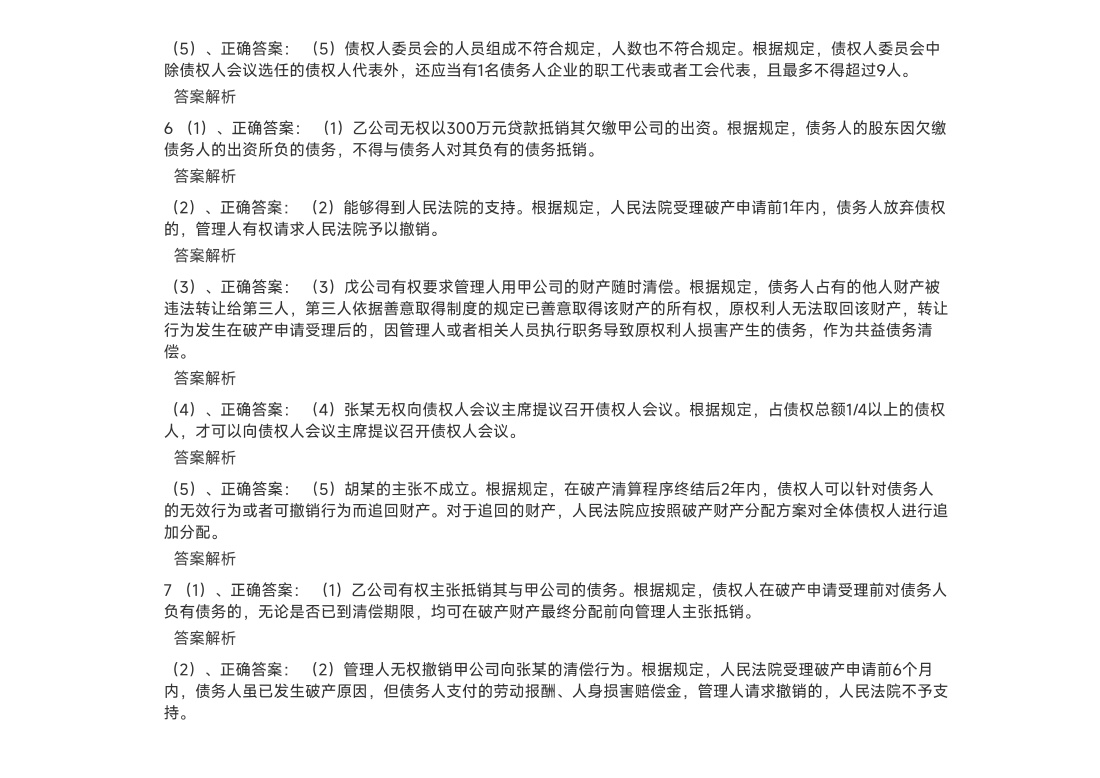 （5）、正确答案： （5）债权人委员会的人员组成不符合规定，人数也不符合规定。根据规定，债权人委员会中
除债权人会议选任的债权人代表外，还应当有1名债务人企业的职工代表或者工会代表，且最多不得超过9人。
答案解析
6 （1）、正确答案： （1）乙公司无权以300万元贷款抵销其欠缴甲公司的出资。根据规定，债务人的股东因欠缴
债务人的出资所负的债务，不得与债务人对其负有的债务抵销。
答案解析
（2）、正确答案： （2）能够得到人民法院的支持。根据规定，人民法院受理破产申请前1年内，债务人放弃债权
的，管理人有权请求人民法院予以撤销。
答案解析
（3）、正确答案： （3）戊公司有权要求管理人用甲公司的财产随时清偿。根据规定，债务人占有的他人财产被
违法转让给第三人，第三人依据善意取得制度的规定已善意取得该财产的所有权，原权利人无法取回该财产，转让
行为发生在破产申请受理后的，因管理人或者相关人员执行职务导致原权利人损害产生的债务，作为共益债务清
偿。
答案解析
（4）、正确答案： （4）张某无权向债权人会议主席提议召开债权人会议。根据规定，占债权总额1/4以上的债权
人，才可以向债权人会议主席提议召开债权人会议。
答案解析
（5）、正确答案： （5）胡某的主张不成立。根据规定，在破产清算程序终结后2年内，债权人可以针对债务人
的无效行为或者可撤销行为而追回财产。对于追回的财产，人民法院应按照破产财产分配方案对全体债权人进行追
加分配。
答案解析
7 （1）、正确答案： （1）乙公司有权主张抵销其与甲公司的债务。根据规定，债权人在破产申请受理前对债务人
负有债务的，无论是否已到清偿期限，均可在破产财产最终分配前向管理人主张抵销。
答案解析
（2）、正确答案： （2）管理人无权撤销甲公司向张某的清偿行为。根据规定，人民法院受理破产申请前6个月
内，债务人虽已发生破产原因，但债务人支付的劳动报酬、人身损害赔偿金，管理人请求撤销的，人民法院不予支
持。